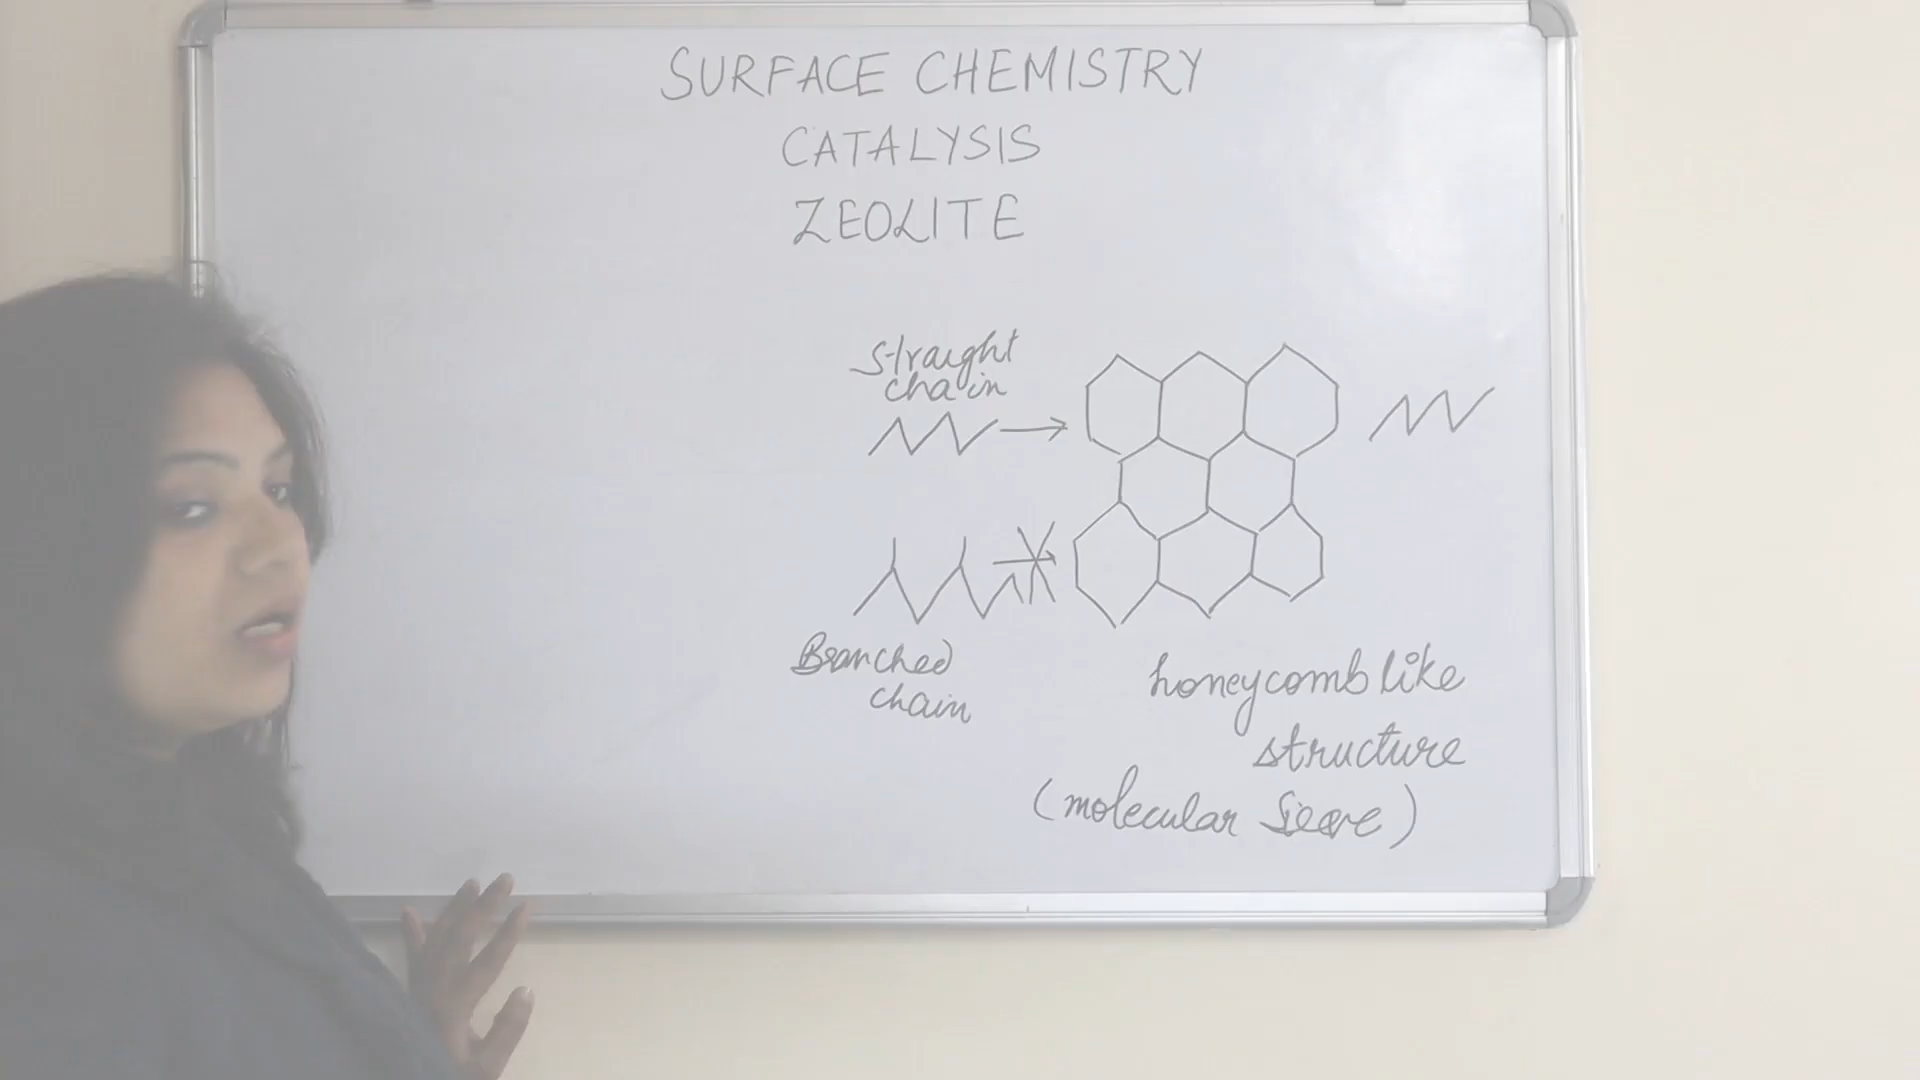 SURFACE CHEMISTRY
CATALYSIS
ZEOLITE
straight
chain
Branched
chain
honeycomb like
structure
(molecular Sieve)